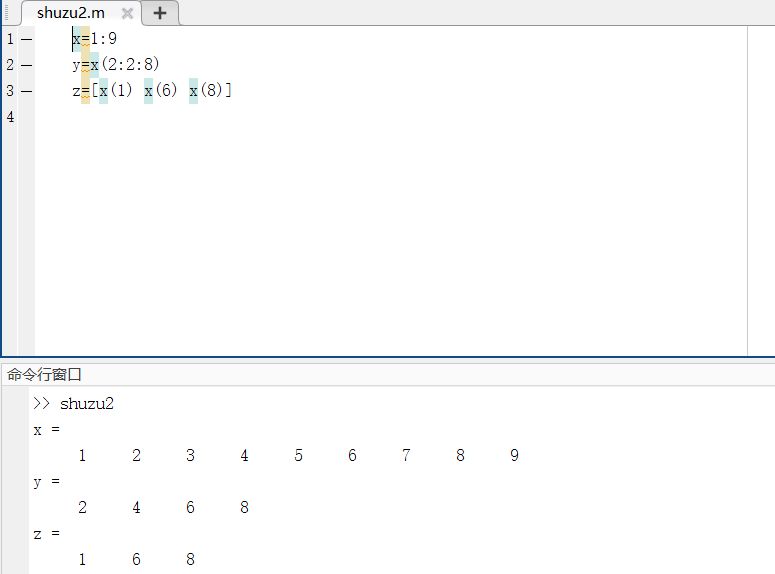 shuzu2.m
1 — x=1:9
2 — y=x(2:2:8)
3 — z=[x(1) x(6) x(8)]
4
命令行窗口
>> shuzu2
x =
1 2 3 4 5 6 7 8 9
y =
2 4 6 8
z =
1 6 8